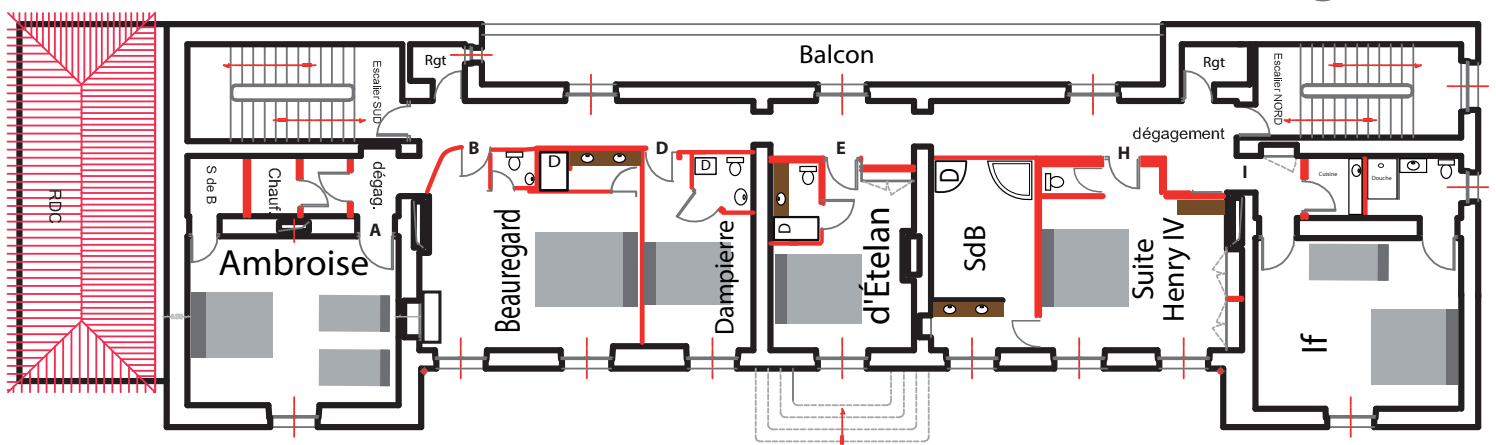 Balcon
Rgt
Rgt
Escalier SUD
Escalier NORD
dégagement
B
D
E
H
I
A
RDC
S de B
Chauf.
dégag.
D
D
D
D
Cuisine
Douche
Ambroise
Beauregard
Dampierre
d'Ételan
SdB
Suite
Henry IV
If